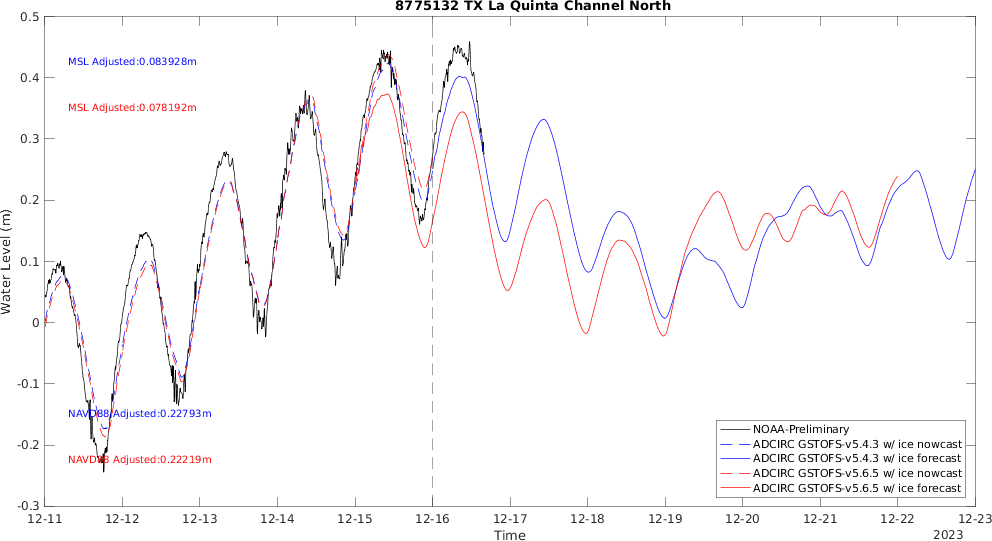 8775132 TX La Quinta Channel North
0.5
0.4
0.3
0.2
0.1
0
-0.1
-0.2
-0.3
Water Level (m)
MSL Adjusted:0.083928m
MSL Adjusted:0.078192m
NAVD88 Adjusted:0.22793m
NAVD88 Adjusted:0.22219m
NOAA-Preliminary
ADCIRC GSTOFS-v5.4.3 w/ ice nowcast
ADCIRC GSTOFS-v5.4.3 w/ ice forecast
ADCIRC GSTOFS-v5.6.5 w/ ice nowcast
ADCIRC GSTOFS-v5.6.5 w/ ice forecast
12-11 12-12 12-13 12-14 12-15 12-16 12-17 12-18 12-19 12-20 12-21 12-22 12-23
Time
2023